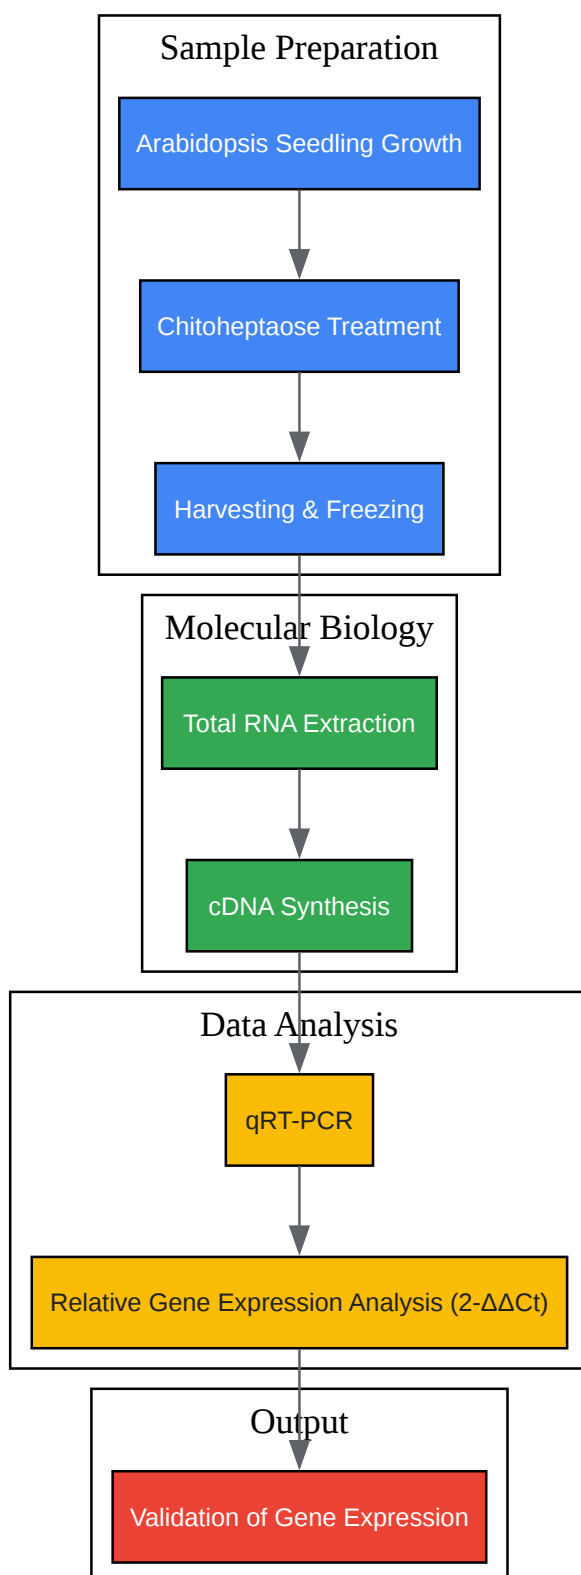 Sample Preparation
Arabidopsis Seedling Growth
Chitoheptaose Treatment
Harvesting & Freezing
Molecular Biology
Total RNA Extraction
cDNA Synthesis
Data Analysis
qRT-PCR
Relative Gene Expression Analysis (2-ΔΔCt)
Output
Validation of Gene Expression